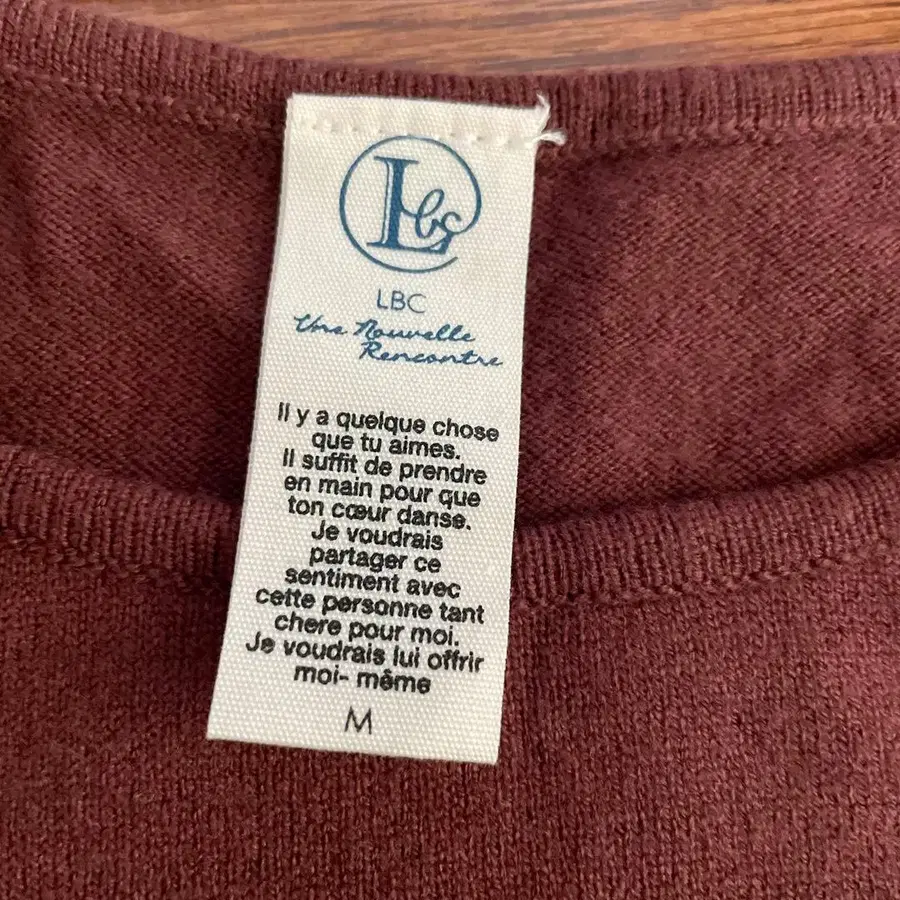 Lbc
LBC
Une Nouvelle
Rencontre
Il y a quelque chose
que tu aimes.
Il suffit de prendre
en main pour que
ton cœur danse.
Je voudrais
partager ce
sentiment avec
cette personne tant
chere pour moi.
Je voudrais lui offrir
moi- même
M